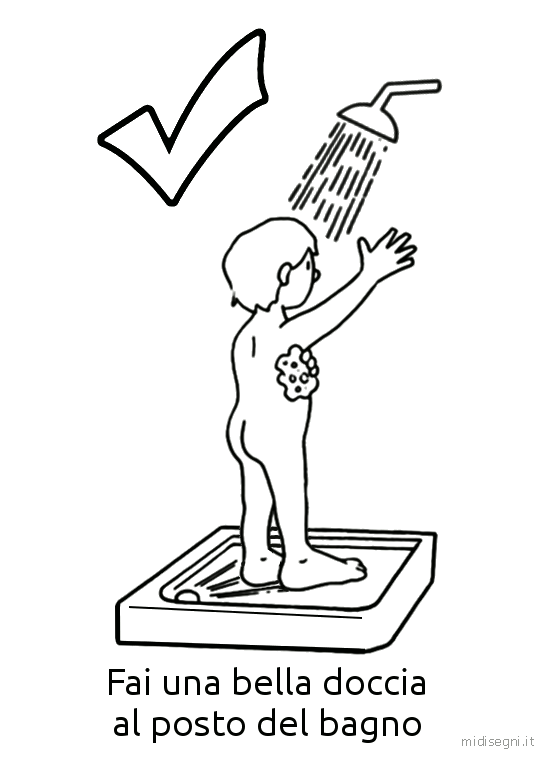 Fai una bella doccia
al posto del bagno
midisegni.it